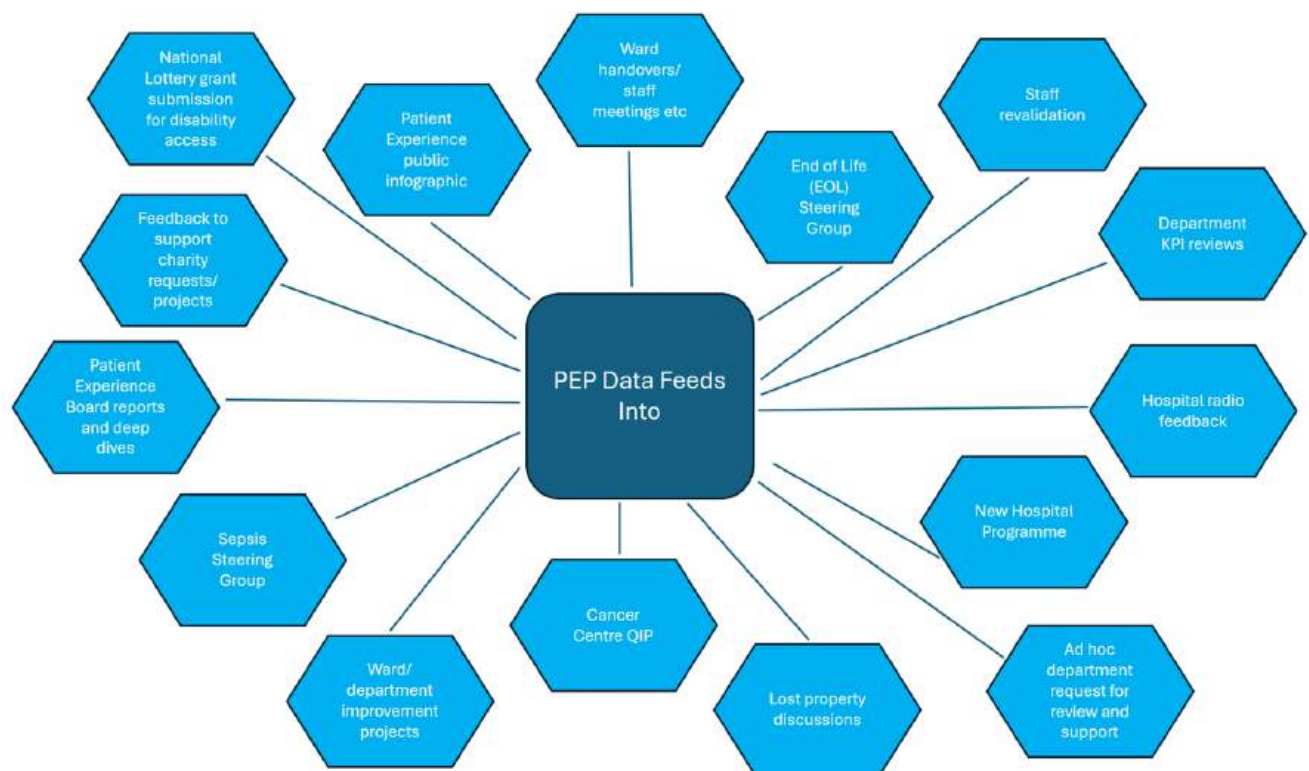 National
Lottery grant
submission
for disability
access
Patient
Experience
public
infographic
Ward
handovers/
staff
meetings etc
End of Life
(EOL)
Steering
Group
Staff
revalidation
Feedback to
support
charity
requests/
projects
Department
KPI reviews
Patient
Experience
Board reports
and deep
dives
PEP Data Feeds
Into
Hospital radio
feedback
Sepsis
Steering
Group
New Hospital
Programme
Ward/
department
improvement
projects
Cancer
Centre QIP
Lost property
discussions
Ad hoc
department
request for
review and
support